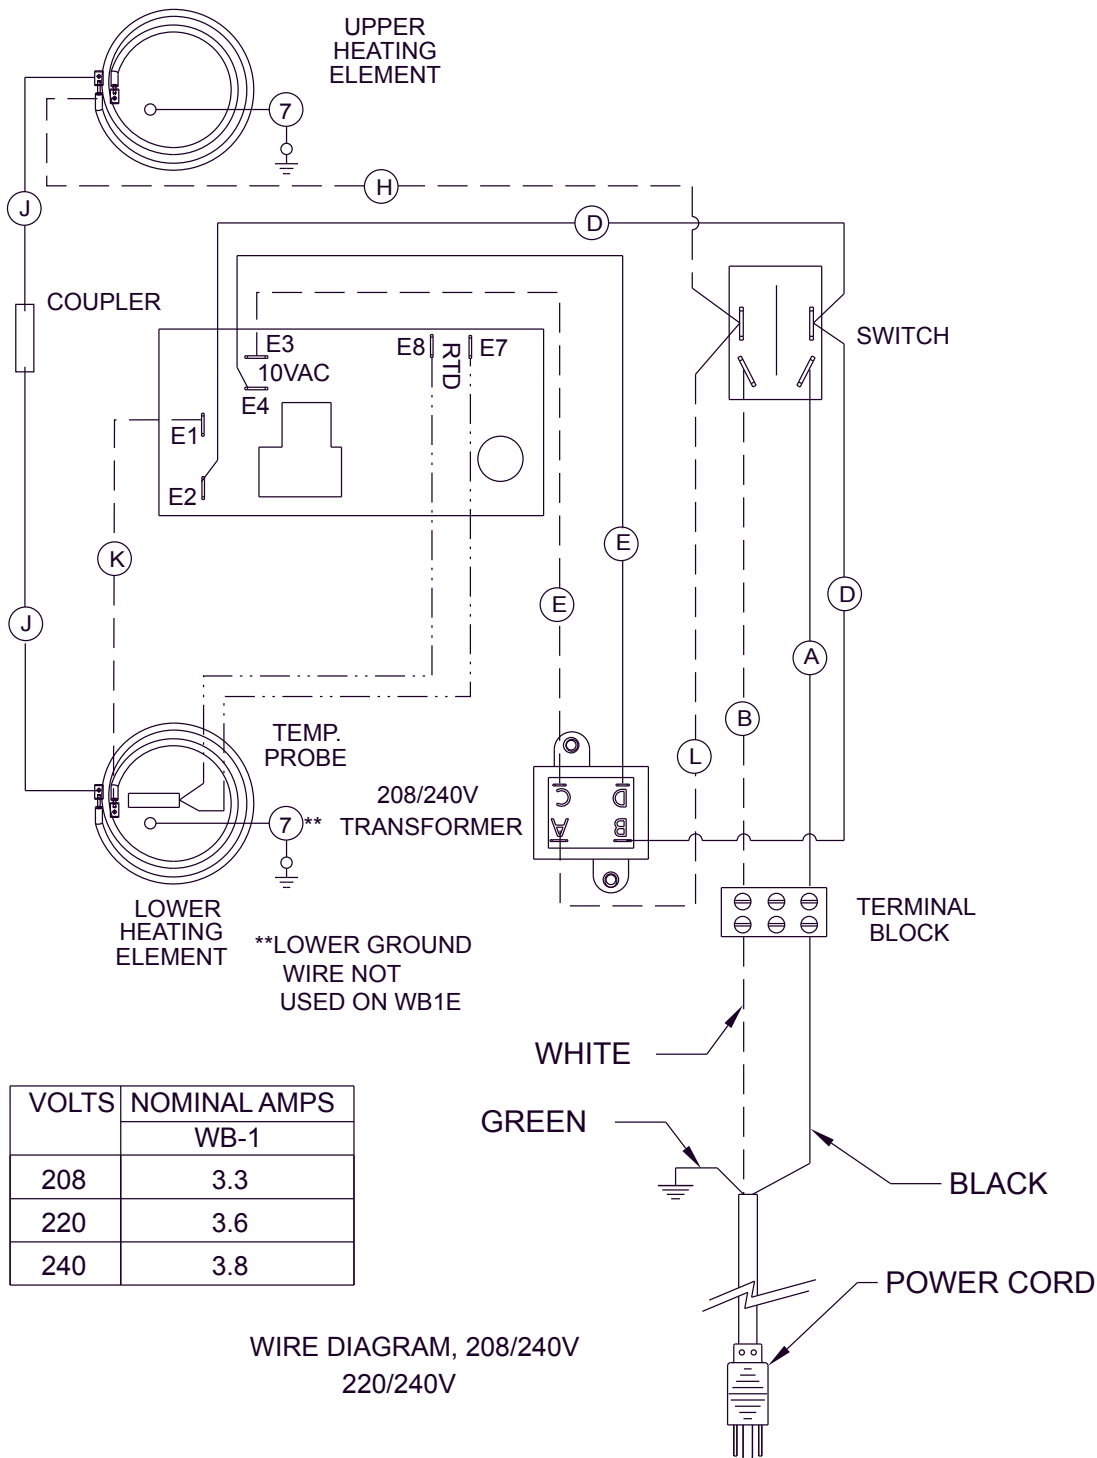 UPPER
HEATING
ELEMENT
7
H
J
D
COUPLER
SWITCH
E3
10VAC
E4
E8
RTD
E7
E1
E2
K
E
E
D
J
A
B
L
TEMP.
PROBE
208/240V
TRANSFORMER
C
D
A
B
7
**
LOWER
HEATING
ELEMENT
**LOWER GROUND
WIRE NOT
USED ON WB1E
TERMINAL
BLOCK
WHITE
GREEN
BLACK
POWER CORD
VOLTS NOMINAL AMPS
WB-1
208 3.3
220 3.6
240 3.8
WIRE DIAGRAM, 208/240V
220/240V